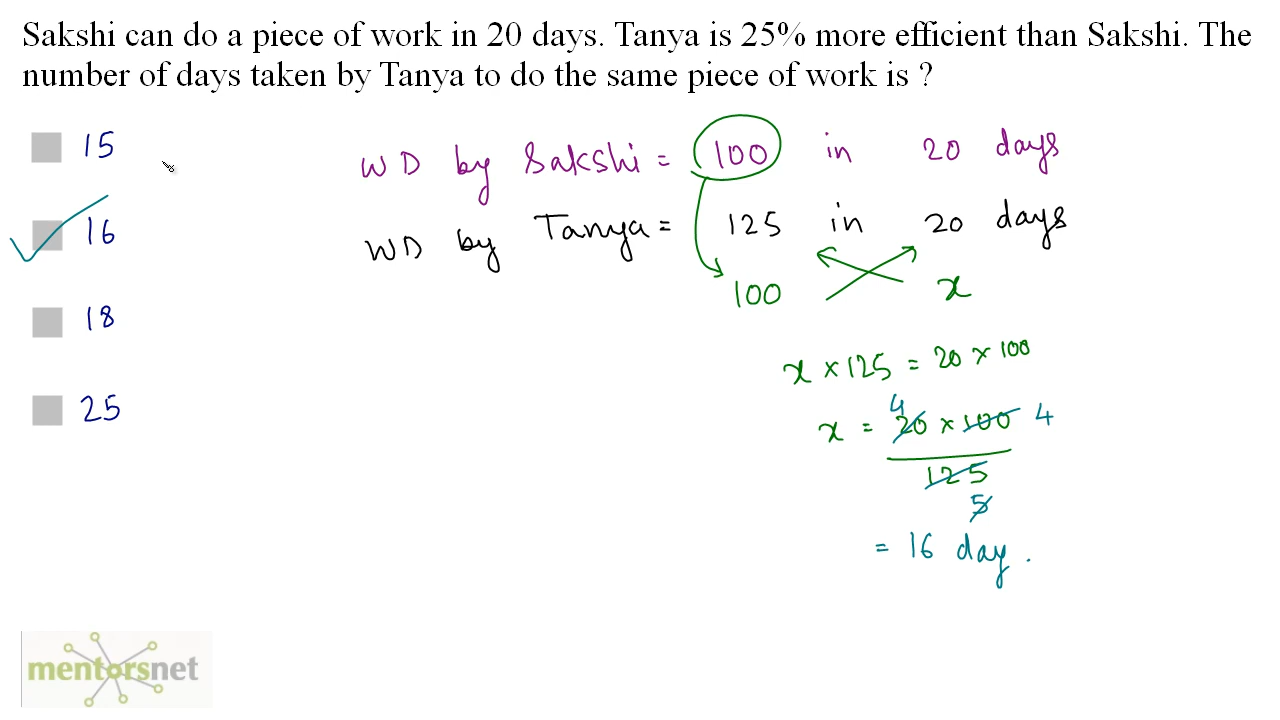 Sakshi can do a piece of work in 20 days. Tanya is 25% more efficient than Sakshi. The
number of days taken by Tanya to do the same piece of work is ?
15
16
18
25
WD by Sakshi = 100 in 20 days
WD by Tanya = 125 in 20 days
100 x
x × 125 = 20 × 100
4
x = 20 × 100 4
125
5
= 16 day .
mentorsnet